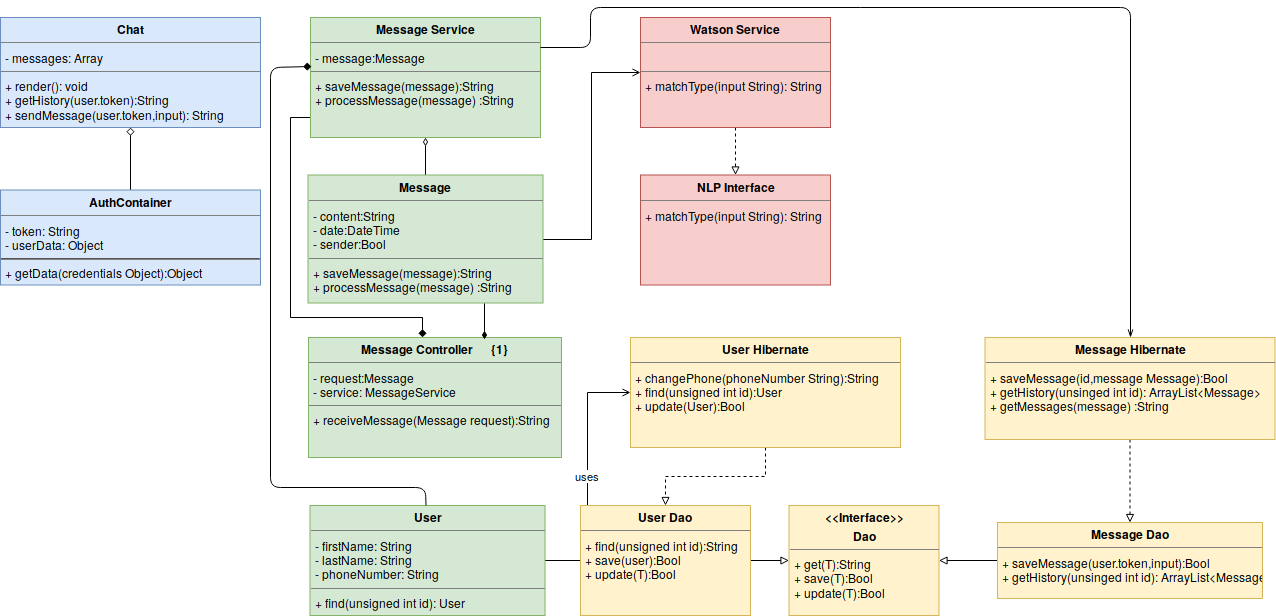 Chat
- messages: Array
+ render(): void
+ getHistory(user.token):String
+ sendMessage(user.token,input): String
AuthContainer
- token: String
- userData: Object
+ getData(credentials Object):Object
Message Service
- message:Message
+ saveMessage(message):String
+ processMessage(message) :String
Message
- content:String
- date:DateTime
- sender:Bool
+ saveMessage(message):String
+ processMessage(message) :String
Message Controller {1}
- request:Message
- service: MessageService
+ receiveMessage(Message request):String
User
- firstName: String
- lastName: String
- phoneNumber: String
+ find(unsigned int id): User
Watson Service
+ matchType(input String): String
NLP Interface
+ matchType(input String): String
User Hibernate
+ changePhone(phoneNumber String):String
+ find(unsigned int id):User
+ update(User):Bool
uses
User Dao
+ find(unsigned int id):String
+ save(user):Bool
+ update(T):Bool
<<Interface>>
Dao
+ get(T):String
+ save(T):Bool
+ update(T):Bool
Message Hibernate
+ saveMessage(id,message Message):Bool
+ getHistory(unsinged int id): ArrayList<Message>
+ getMessages(message) :String
Message Dao
+ saveMessage(user.token,input):Bool
+ getHistory(unsinged int id): ArrayList<Message